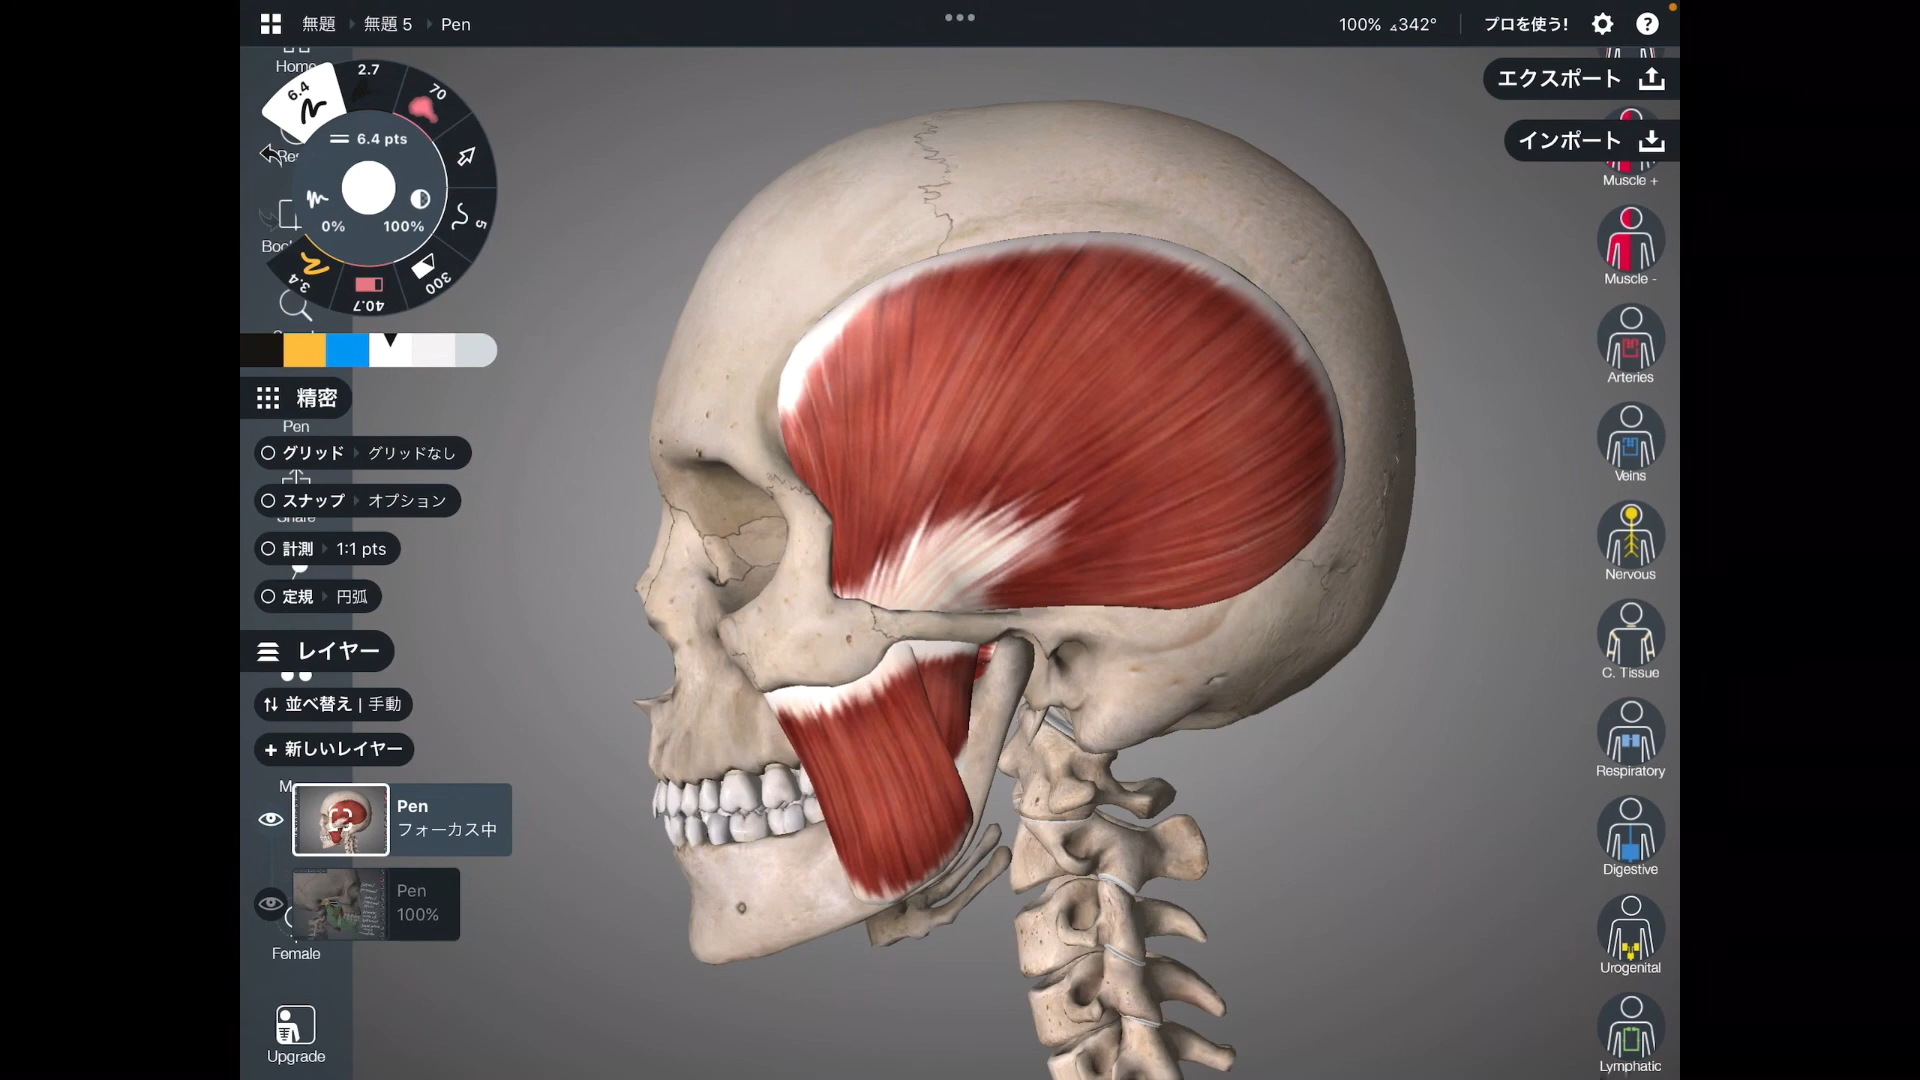 無題 無題 5 Pen
100% 342° プロを使う!
Home
エクスポート
インポート
2.7
6.4
70
6.4 pts
0% 100%
5
300
40.7
3.4
精密
Pen
グリッド グリッドなし
スナップ オプション
Share
計測 1:1 pts
定規 円弧
レイヤー
並べ替え | 手動
+ 新しいレイヤー
Pen
フォーカス中
Pen
100%
Female
Upgrade
Muscle +
Muscle -
Arteries
Veins
Nervous
C. Tissue
Respiratory
Digestive
Urogenital
Lymphatic